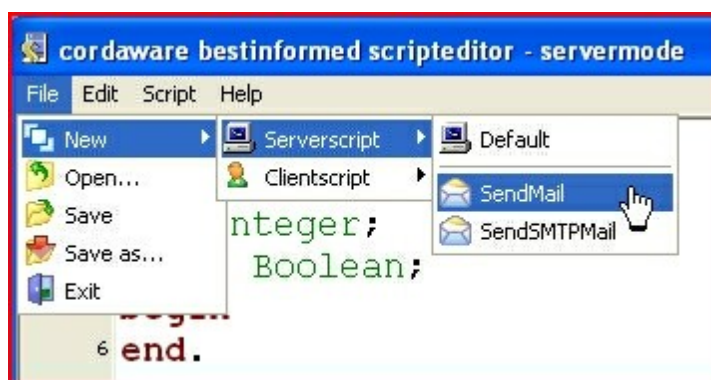 cordaware bestinformed scripteditor - servermode
File Edit Script Help
New Serverscript Default
Open... Clientscript SendMail
Save nteger; SendSMTPMail
Save as... Boolean;
Exit
6 end.